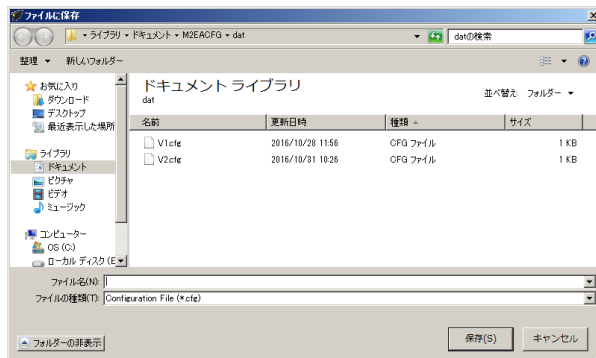 ファイルに保存
▾ ライブラリ ▾ ドキュメント ▾ M2EACFG ▾ dat
datの検索
整理 ▾ 新しいフォルダー
お気に入り
ダウンロード
デスクトップ
最近表示した場所
ライブラリ
ドキュメント
ピクチャ
ビデオ
ミュージック
コンピューター
OS (C:)
ローカル ディスク (E
ドキュメント ライブラリ
dat
並べ替え: フォルダー ▾
名前 更新日時 種類 サイズ
V1.cfg 2016/10/28 11:56 CFG ファイル 1 KB
V2.cfg 2016/10/31 10:26 CFG ファイル 1 KB
ファイル名(N):
ファイルの種類(T): Configuration File (*.cfg)
フォルダーの非表示
保存(S) キャンセル